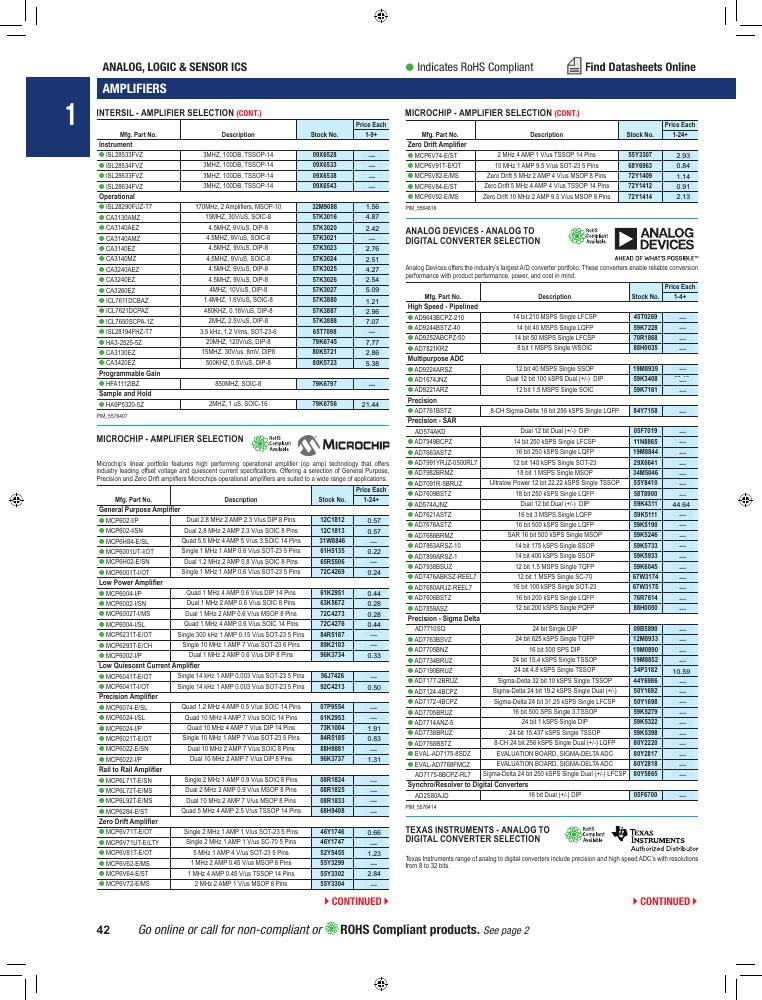 ANALOG, LOGIC & SENSOR ICS
Indicates RoHS Compliant
Find Datasheets Online
1
AMPLIFIERS
INTERSIL - AMPLIFIER SELECTION (CONT.)
Mfg. Part No. Description Stock No. Price Each 1-9+
Instrument
ISL28533FVZ 3MHZ, 100DB, TSSOP-14 09X6528 ---
ISL28534FVZ 3MHZ, 100DB, TSSOP-14 09X6533 ---
ISL28633FVZ 3MHZ, 100DB, TSSOP-14 09X6538 ---
ISL28634FVZ 3MHZ, 100DB, TSSOP-14 09X6543 ---
Operational
ISL28290FUZ-T7 170MHz, 2 Amplifiers, MSOP-10 32M9088 1.56
CA3130AMZ 15MHZ, 30V/uS, SOIC-8 57K3016 4.87
CA3140AEZ 4.5MHZ, 9V/uS, DIP-8 57K3020 2.42
CA3140AMZ 4.5MHZ, 9V/uS, SOIC-8 57K3021 ---
CA3140EZ 4.5MHZ, 9V/uS, DIP-8 57K3023 2.76
CA3140MZ 4.5MHZ, 9V/uS, SOIC-8 57K3024 2.51
CA3240AEZ 4.5MHZ, 9V/uS, DIP-8 57K3025 4.27
CA3240EZ 4.5MHZ, 9V/uS, DIP-8 57K3026 2.54
CA3260EZ 4MHZ, 10V/uS, DIP-8 57K3027 5.09
ICL7611DCBAZ 1.4MHZ, 1.6V/uS, SOIC-8 57K3880 1.21
ICL7621DCPAZ 480KHZ, 0.16V/uS, DIP-8 57K3887 2.96
ICL7650SCPA-1Z 2MHZ, 2.5V/uS, DIP-8 57K3888 7.07
ISL28194FHZ-T7 3.5 kHz, 1.2 V/ms, SOT-23-6 65T7098 ---
HA3-2525-5Z 20MHZ, 120V/uS, DIP-8 79K6745 7.77
CA3130EZ 15MHZ, 30V/us, 8mV, DIP8 80K5721 2.86
CA3420EZ 500KHZ, 0.5V/uS, DIP-8 80K5723 5.38
Programmable Gain
HFA1112IBZ 850MHZ, SOIC-8 79K6797 ---
Sample and Hold
HA9P5320-5Z 2MHZ, 1 uS, SOIC-16 79K6756 21.44
PIM_5576407
MICROCHIP - AMPLIFIER SELECTION
RoHS Compliant Available
MICROCHIP
Microchip's linear portfolio features high performing operational amplifier (op amp) technology that offers
industry leading offset voltage and quiescent current specifications. Offering a selection of General Purpose,
Precision and Zero Drift amplifiers Microchips operational amplifiers are suited to a wide range of applications.
Mfg. Part No. Description Stock No. Price Each 1-24+
General Purpose Amplifier
MCP602-I/P Dual 2.8 MHz 2 AMP 2.3 V/us DIP 8 Pins 12C1812 0.57
MCP602-I/SN Dual 2.8 MHz 2 AMP 2.3 V/us SOIC 8 Pins 12C1813 0.57
MCP6H84-E/SL Quad 5.5 MHz 4 AMP 5 V/us 3.SOIC 14 Pins 31W8846 ---
MCP6001UT-I/OT Single 1 MHz 1 AMP 0.6 V/us SOT-23 5 Pins 61H5135 0.22
MCP6H02-E/SN Dual 1.2 MHz 2 AMP 0.8 V/us SOIC 8 Pins 65R5506 ---
MCP6001T-I/OT Single 1 MHz 1 AMP 0.6 V/us SOT-23 5 Pins 72C4269 0.24
Low Power Amplifier
MCP6004-I/P Quad 1 MHz 4 AMP 0.6 V/us DIP 14 Pins 61K2951 0.44
MCP6002-I/SN Dual 1 MHz 2 AMP 0.6 V/us SOIC 8 Pins 63K5672 0.28
MCP6002T-I/MS Dual 1 MHz 2 AMP 0.6 V/us MSOP 8 Pins 72C4273 0.28
MCP6004-I/SL Quad 1 MHz 4 AMP 0.6 V/us SOIC 14 Pins 72C4276 0.44
MCP6231T-E/OT Single 300 kHz 1 AMP 0.15 V/us SOT-23 5 Pins 84R5187 ---
MCP6293T-E/CH Single 10 MHz 1 AMP 7 V/us SOT-23 6 Pins 89K2103 ---
MCP6002-I/P Dual 1 MHz 2 AMP 0.6 V/us DIP 8 Pins 96K3734 0.33
Low Quiescent Current Amplifier
MCP6041T-E/OT Single 14 kHz 1 AMP 0.003 V/us SOT-23 5 Pins 56J7426 ---
MCP6041T-I/OT Single 14 kHz 1 AMP 0.003 V/us SOT-23 5 Pins 92C4213 0.50
Precision Amplifier
MCP6074-E/SL Quad 1.2 MHz 4 AMP 0.5 V/us SOIC 14 Pins 07P9554 ---
MCP6024-I/SL Quad 10 MHz 4 AMP 7 V/us SOIC 14 Pins 61K2953 ---
MCP6024-I/P Quad 10 MHz 4 AMP 7 V/us DIP 14 Pins 73K1004 1.91
MCP6021T-E/OT Single 10 MHz 1 AMP 7 V/us SOT-23 5 Pins 84R5185 0.83
MCP6022-E/SN Dual 10 MHz 2 AMP 7 V/us SOIC 8 Pins 88H9881 ---
MCP6022-I/P Dual 10 MHz 2 AMP 7 V/us DIP 8 Pins 96K3737 1.31
Rail to Rail Amplifier
MCP6L71T-E/SN Single 2 MHz 1 AMP 0.9 V/us SOIC 8 Pins 08R1824 ---
MCP6L72T-E/MS Dual 2 MHz 2 AMP 0.9 V/us MSOP 8 Pins 08R1825 ---
MCP6L92T-E/MS Dual 10 MHz 2 AMP 7 V/us MSOP 8 Pins 08R1833 ---
MCP6284-E/ST Quad 5 MHz 4 AMP 2.5 V/us TSSOP 14 Pins 68H9408 ---
Zero Drift Amplifier
MCP6V71T-E/OT Single 2 MHz 1 AMP 1 V/us SOT-23 5 Pins 46Y1746 0.66
MCP6V71UT-E/LTY Single 2 MHz 1 AMP 1 V/us SC-70 5 Pins 46Y1747 ---
MCP6V81T-E/OT 5 MHz 1 AMP 4 V/us SOT-23 5 Pins 52Y5455 1.23
MCP6V62-E/MS 1 MHz 2 AMP 0.45 V/us MSOP 8 Pins 55Y3299 ---
MCP6V64-E/ST 1 MHz 4 AMP 0.45 V/us TSSOP 14 Pins 55Y3302 2.84
MCP6V72-E/MS 2 MHz 2 AMP 1 V/us MSOP 8 Pins 55Y3304 ---
CONTINUED
MICROCHIP - AMPLIFIER SELECTION (CONT.)
Mfg. Part No. Description Stock No. Price Each 1-24+
Zero Drift Amplifier
MCP6V74-E/ST 2 MHz 4 AMP 1 V/us TSSOP 14 Pins 55Y3307 2.93
MCP6V91T-E/OT 10 MHz 1 AMP 9.5 V/us SOT-23 5 Pins 68Y6963 0.84
MCP6V82-E/MS Zero Drift 5 MHz 2 AMP 4 V/us MSOP 8 Pins 72Y1409 1.14
MCP6V84-E/ST Zero Drift 5 MHz 4 AMP 4 V/us TSSOP 14 Pins 72Y1412 0.91
MCP6V92-E/MS Zero Drift 10 MHz 2 AMP 9.5 V/us MSOP 8 Pins 72Y1414 2.13
PIM_5564616
ANALOG DEVICES - ANALOG TO
DIGITAL CONVERTER SELECTION
RoHS Compliant Available
ANALOG DEVICES
AHEAD OF WHAT'S POSSIBLE™
Analog Devices offers the industry's largest A/D converter portfolio. These converters enable reliable conversion
performance with product performance, power, and cost in mind.
Mfg. Part No. Description Stock No. Price Each 1-4+
High Speed - Pipelined
AD9643BCPZ-210 14 bit 210 MSPS Single LFCSP 45T0269 ---
AD9244BSTZ-40 14 bit 40 MSPS Single LQFP 59K7228 ---
AD9252ABCPZ-50 14 bit 50 MSPS Single LFCSP 70R1868 ---
AD7821KRZ 8 bit 1 MSPS Single WSOIC 88H0035 ---
Multipurpose ADC
AD9224ARSZ 12 bit 40 MSPS Single SSOP 19M8939 ---
AD1674JNZ Dual 12 bit 100 kSPS Dual (+/-) DIP 59K3408
AD9221ARZ 12 bit 1.5 MSPS Single SOIC 59K7161 ---
Precision
AD7761BSTZ 8-CH Sigma-Delta 16 bit 256 kSPS Single LQFP 84Y7158 ---
Precision - SAR
AD574AKD Dual 12 bit Dual (+/-) DIP 05F7019 ---
AD7949BCPZ 14 bit 250 kSPS Single LFCSP 11N8865 ---
AD7663ASTZ 16 bit 250 kSPS Single LQFP 19M8844 ---
AD7991YRJZ-0500RL7 12 bit 140 kSPS Single SOT-23 29X6641 ---
AD7982BRMZ 18 bit 1 MSPS Single MSOP 34M5046 ---
AD7091R-5BRUZ Ultralow Power 12 bit 22.22 kSPS Single TSSOP 55Y8410 ---
AD7609BSTZ 18 bit 250 kSPS Single LQFP 58T8900 ---
AD574AJNZ Dual 12 bit Dual (+/-) DIP 59K4311 44.64
AD7621ASTZ 16 bit 3 MSPS Single LQFP 59K5111 ---
AD7676ASTZ 16 bit 500 kSPS Single LQFP 59K5190 ---
AD7686BRMZ SAR 16 bit 500 kSPS Single MSOP 59K5246 ---
AD7863ARSZ-10 14 bit 175 kSPS Single SSOP 59K5733 ---
AD7899ARSZ-1 14 bit 400 kSPS Single SSOP 59K5933 ---
AD7938BSUZ 12 bit 1.5 MSPS Single TQFP 59K6045 ---
AD7476ABKSZ-REEL7 12 bit 1 MSPS Single SC-70 67W3174 ---
AD7680ARJZ-REEL7 16 bit 100 kSPS Single SOT-23 67W3175 ---
AD7606BSTZ 16 bit 200 kSPS Single LQFP 76R7614 ---
AD7859ASZ 12 bit 200 kSPS Single PQFP 88H0050 ---
Precision - Sigma Delta
AD7710SQ 24 bit Single DIP 09B5890 ---
AD7763BSVZ 24 bit 625 kSPS Single TQFP 12M8933 ---
AD7705BNZ 16 bit 500 SPS DIP 19M0890 ---
AD7734BRUZ 24 bit 15.4 kSPS Single TSSOP 19M8852 ---
AD7190BRUZ 24 bit 4.8 kSPS Single TSSOP 34P3182 10.59
AD7177-2BRUZ Sigma-Delta 32 bit 10 kSPS Single TSSOP 44Y6986 ---
AD7124-4BCPZ Sigma-Delta 24 bit 19.2 kSPS Single Dual (+/-) 50Y1692 ---
AD7172-4BCPZ Sigma-Delta 24 bit 31.25 kSPS Single LFCSP 50Y1698 ---
AD7705BRUZ 16 bit 500 SPS Single 3.TSSOP 59K5279 ---
AD7714ANZ-5 24 bit 1 kSPS Single DIP 59K5322 ---
AD7738BRUZ 24 bit 15.437 kSPS Single TSSOP 59K5398 ---
AD7768BSTZ 8-CH 24 bit 256 kSPS Single Dual (+/-) LQFP 80Y2220 ---
EVAL-AD7175-8SDZ EVALUATION BOARD, SIGMA-DELTA ADC 80Y2817 ---
EVAL-AD7768FMCZ EVALUATION BOARD, SIGMA-DELTA ADC 80Y2818 ---
AD7175-8BCPZ-RL7 Sigma-Delta 24 bit 250 kSPS Single Dual (+/-) LFCSP 80Y5865 ---
Synchro/Resolver to Digital Converters
AD2S80AJD 16 bit Dual (+/-) DIP 05F6700 ---
PIM_5576414
TEXAS INSTRUMENTS - ANALOG TO
DIGITAL CONVERTER SELECTION
RoHS Compliant Available
TEXAS INSTRUMENTS
Authorized Distributor
Texas Instruments range of analog to digital converters include precision and high speed ADC's with resolutions
from 8 to 32 bits.
CONTINUED
42 Go online or call for non-compliant or ROHS Compliant products. See page 2